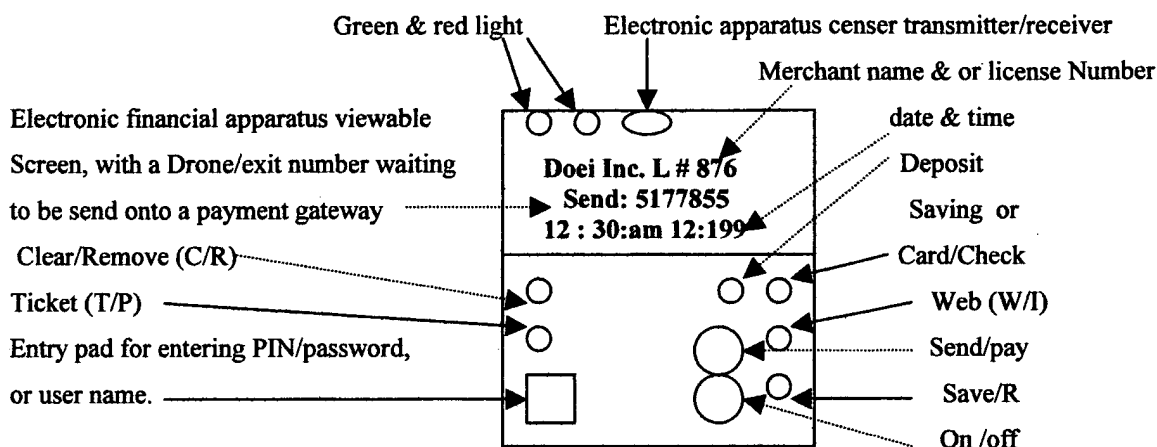 Green & red light
Electronic apparatus censer transmitter/receiver
Merchant name & or license Number
Electronic financial apparatus viewable
Screen, with a Drone/exit number waiting
to be send onto a payment gateway
Clear/Remove (C/R)
Ticket (T/P)
Entry pad for entering PIN/password,
or user name.
Doei Inc. L # 876
Send: 5177855
12 : 30:am 12:199
date & time
Deposit
Saving or
Card/Check
Web (W/I)
Send/pay
Save/R
On /off